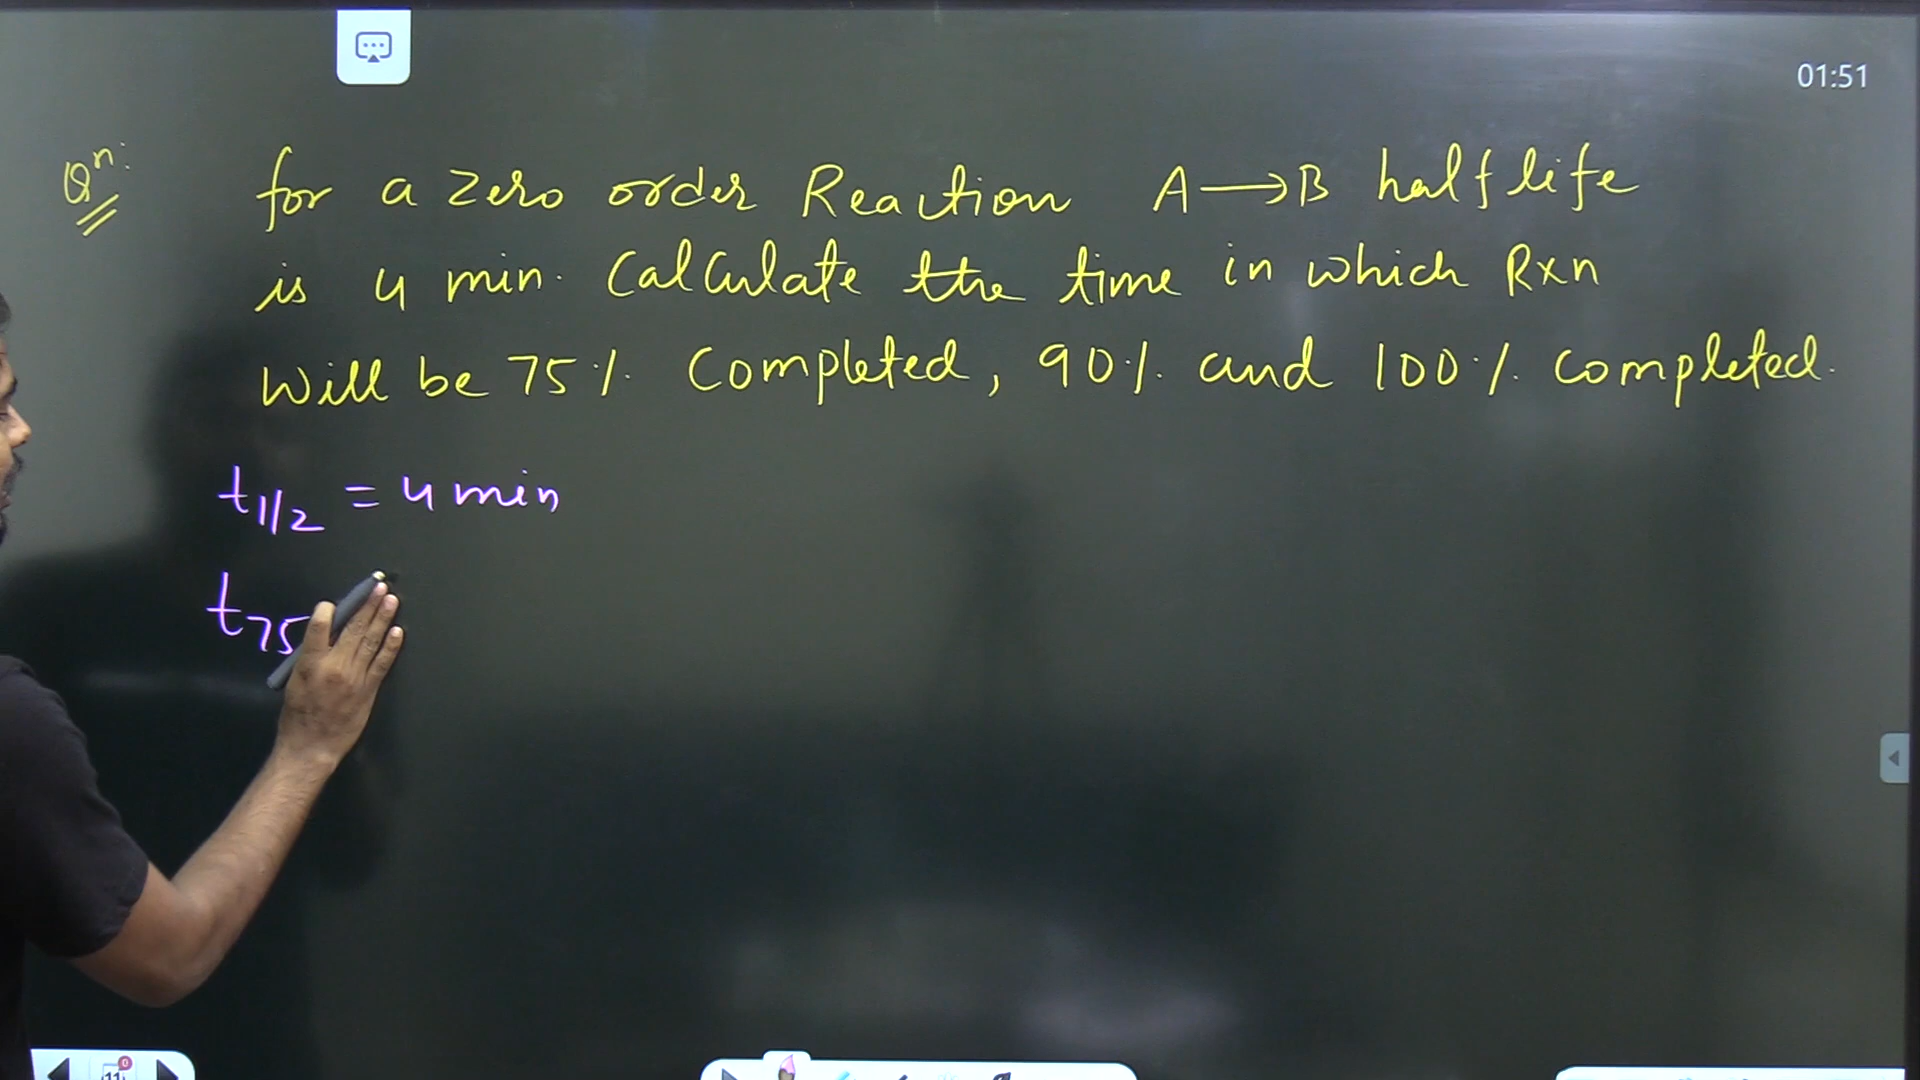 01:51
Qn: for a zero order Reaction A → B half life
is 4 min. Calculate the time in which Rxn
will be 75% completed, 90% and 100% completed.
t1/2 = 4 min
t75